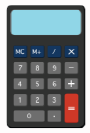 MC M+ / X
7 8 9 −
4 5 6 +
1 2 3 =
0 .